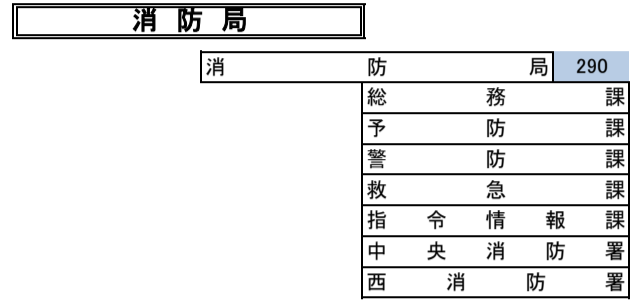 消防局
消防局 290
総務課
予防課
警防課
救急課
指令情報課
中央消防署
西消防署